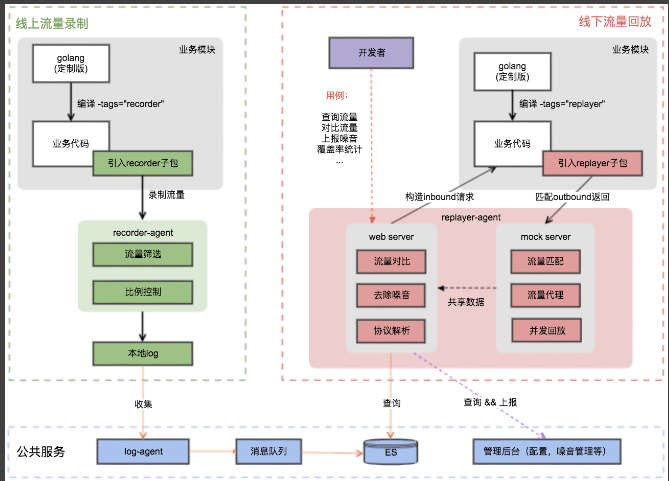 线上流量录制
业务模块
golang
(定制版)
编译 -tags="recorder"
业务代码
引入recorder子包
录制流量
recorder-agent
流量筛选
比例控制
本地log
收集
线下流量回放
开发者
用例：
查询流量
对比流量
上报噪音
覆盖率统计
...
业务模块
golang
(定制版)
编译 -tags="replayer"
业务代码
引入replayer子包
构造inbound请求
匹配outbound返回
replayer-agent
web server
流量对比
去除噪音
协议解析
共享数据
mock server
流量匹配
流量代理
并发回放
查询
查询 && 上报
公共服务
log-agent
消息队列
ES
管理后台（配置，噪音管理等）